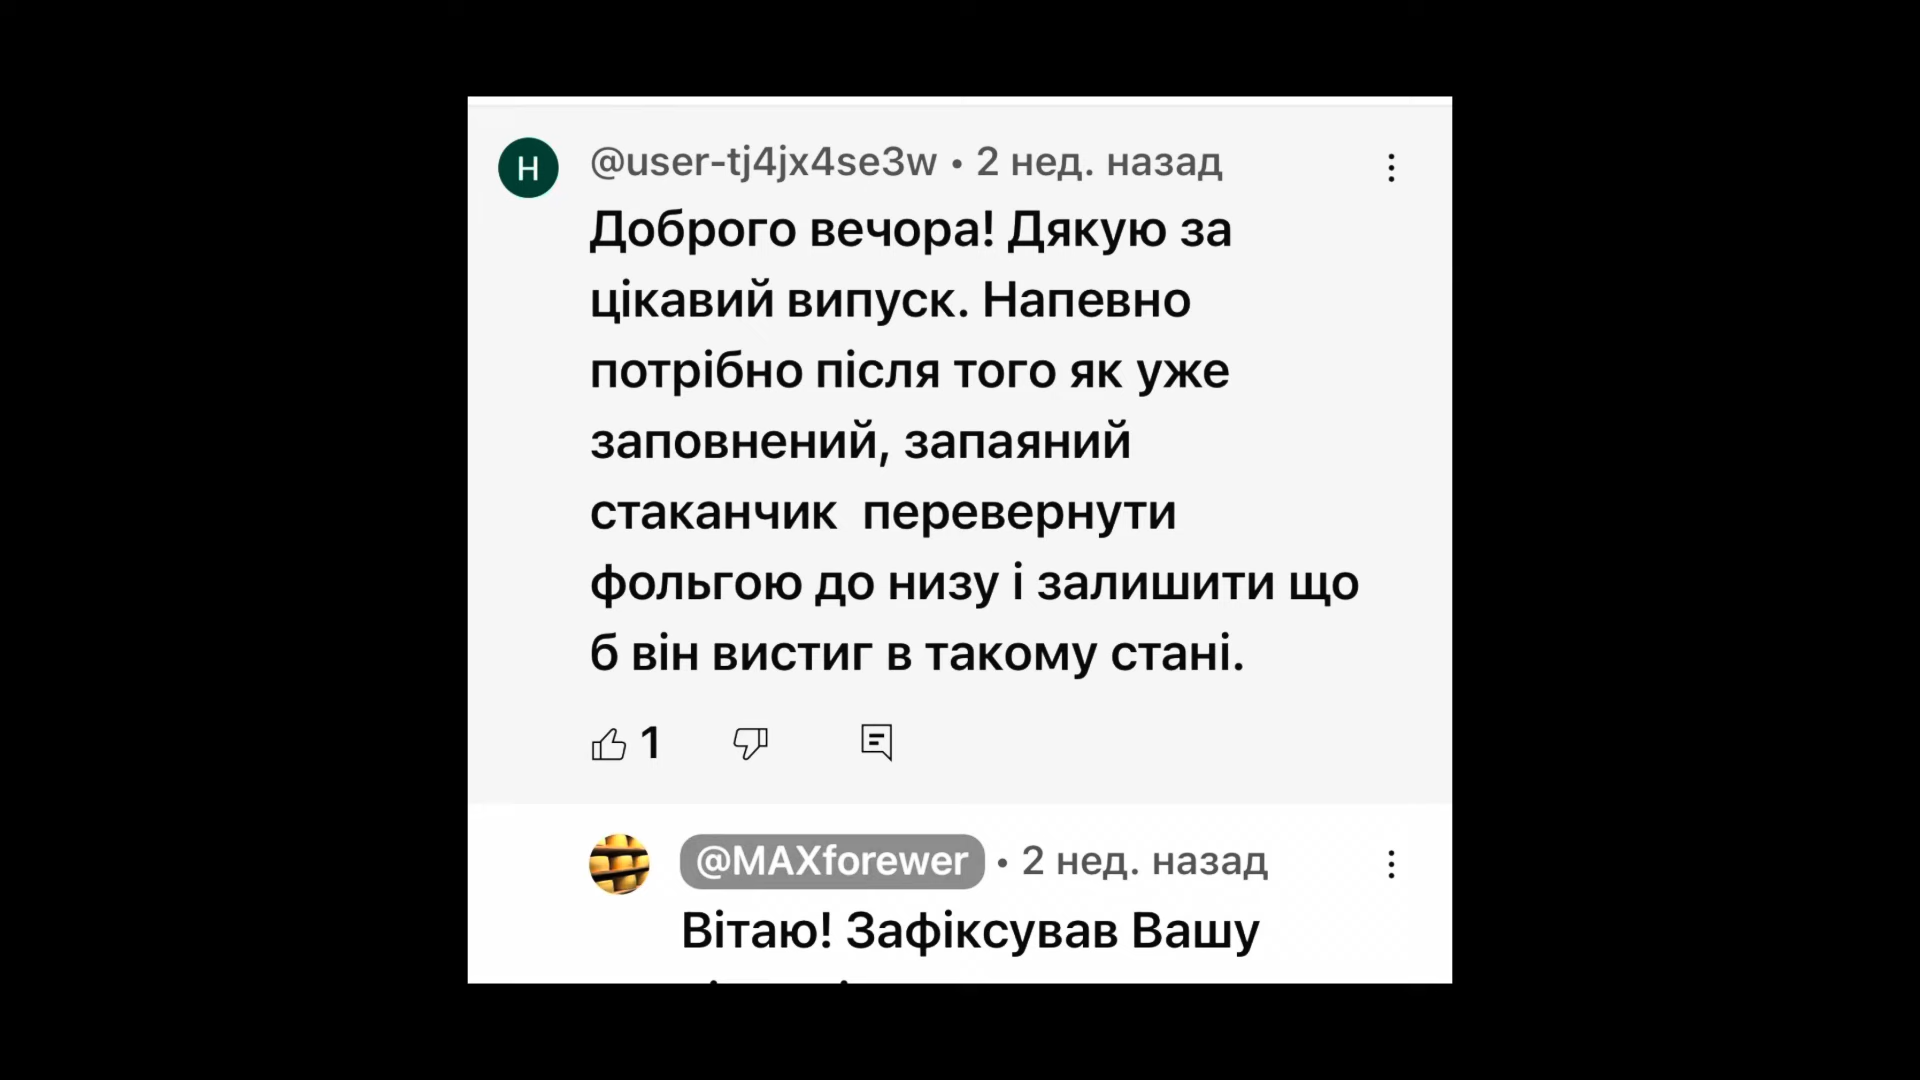 H
@user-tj4jx4se3w • 2 нед. назад
Доброго вечора! Дякую за
цікавий випуск. Напевно
потрібно після того як уже
заповнений, запаяний
стаканчик  перевернути
фольгою до низу і залишити що
б він вистиг в такому стані.
1
@MAXforewer • 2 нед. назад
Вітаю! Зафіксував Вашу